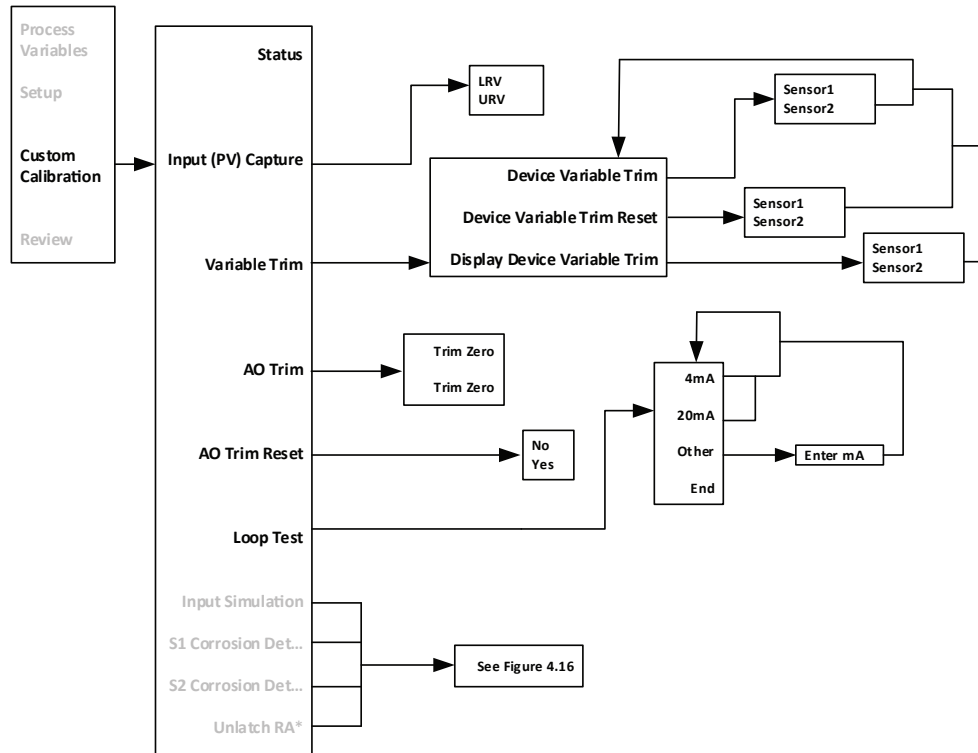 Process
Variables
Setup
Custom
Calibration
Review
Status
Input (PV) Capture
Variable Trim
AO Trim
AO Trim Reset
Loop Test
Input Simulation
S1 Corrosion Det...
S2 Corrosion Det...
Unlatch RA*
LRV
URV
Device Variable Trim
Device Variable Trim Reset
Display Device Variable Trim
Sensor1
Sensor2
Sensor1
Sensor2
Sensor1
Sensor2
Trim Zero
Trim Zero
No
Yes
4mA
20mA
Other
End
Enter mA
See Figure 4.16